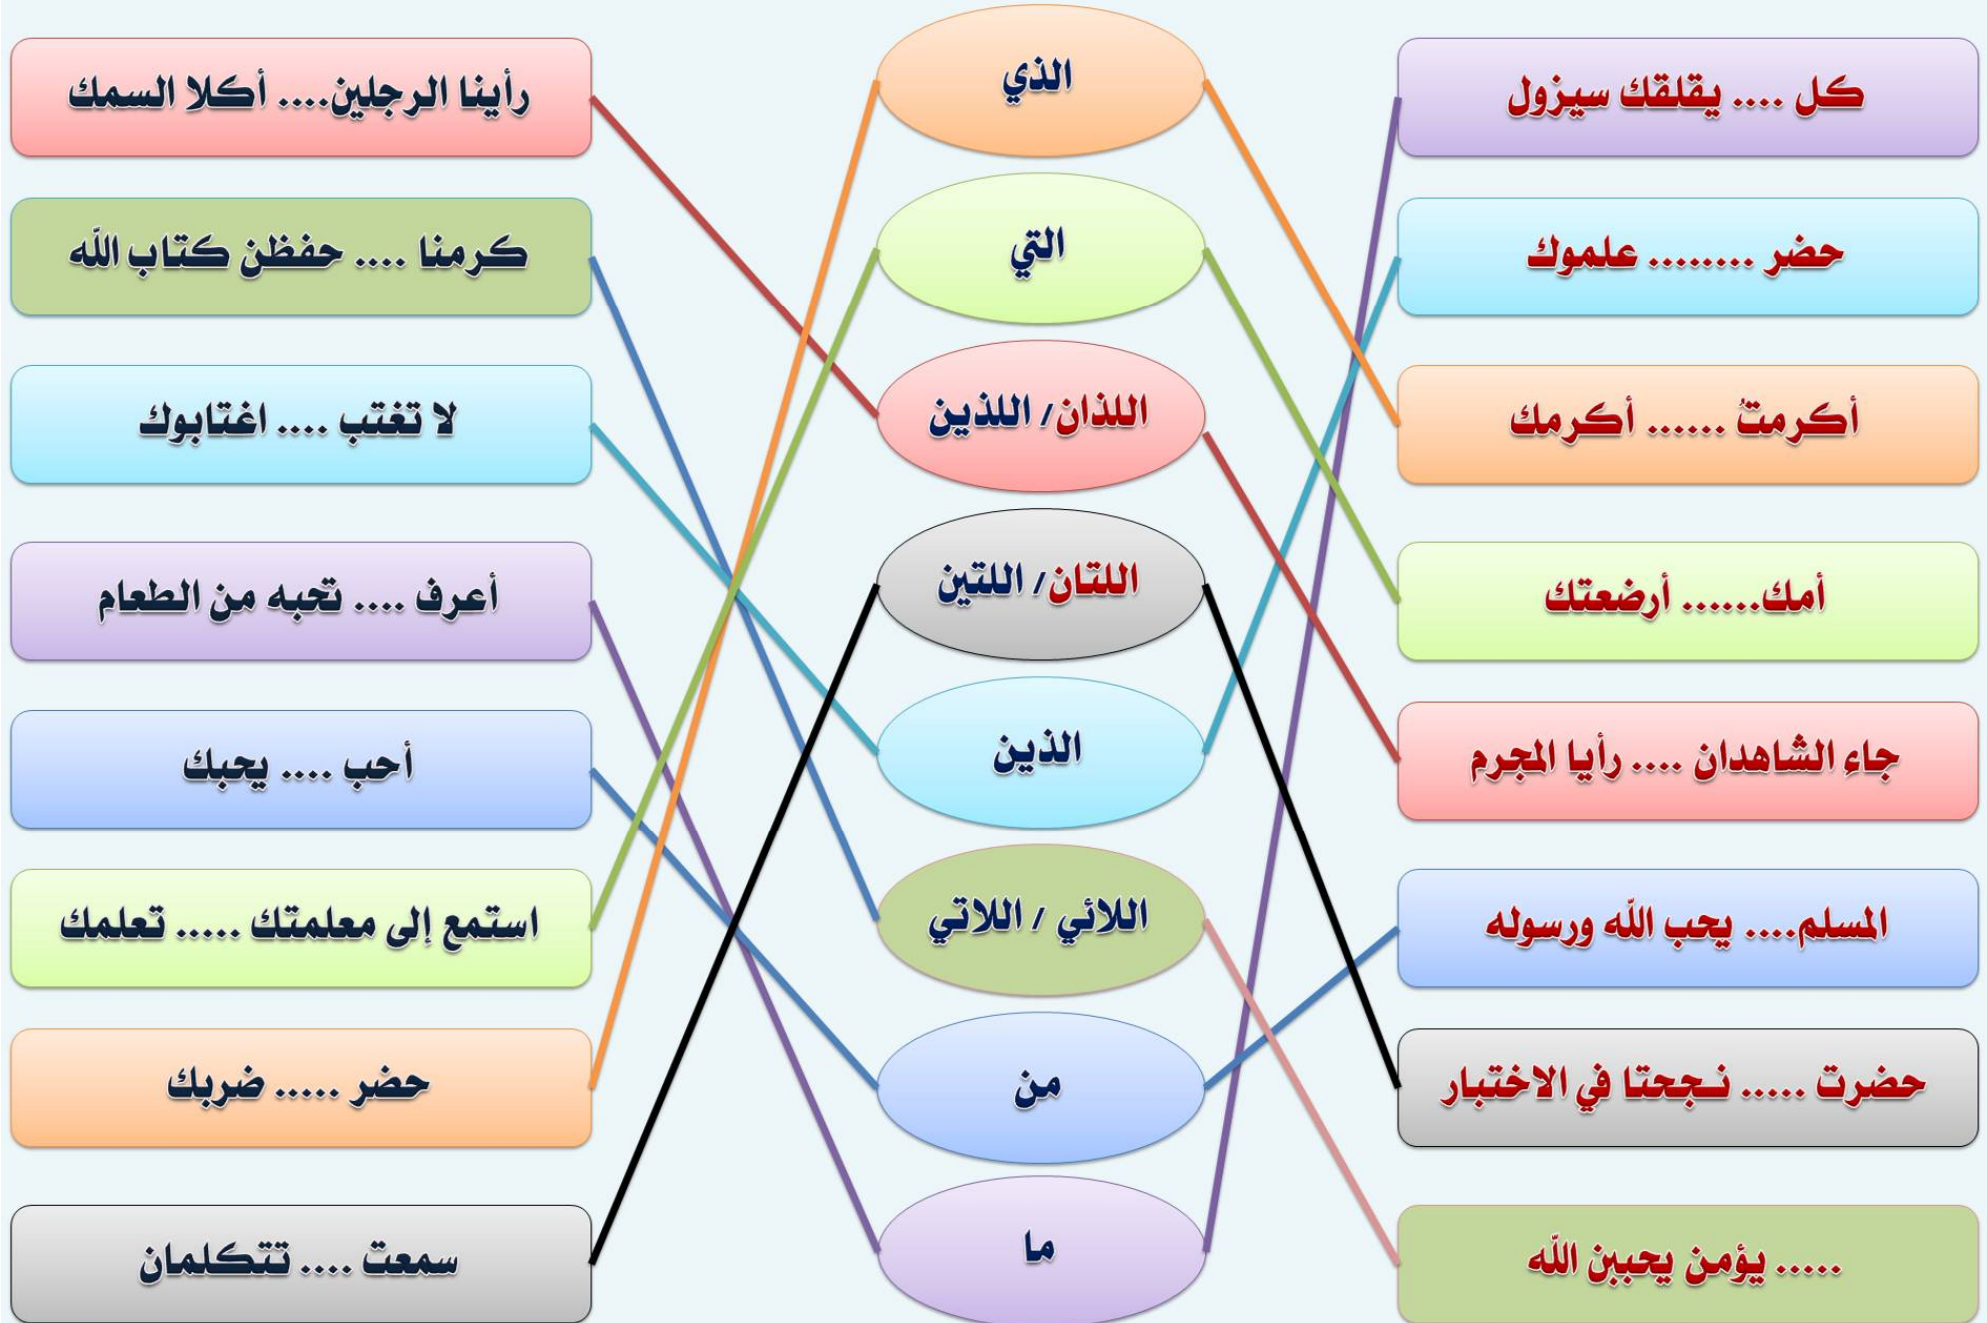 كل .... يقلقك سيزول
حضر ........ علموك
أكرمتُ ...... أكرمك
أمك...... أرضعتك
جاء الشاهدان .... رأيا المجرم
المسلم.... يحب الله ورسوله
حضرت ..... نجحتا في الاختبار
..... يؤمن يحببن الله
الذي
التي
اللذان/ اللذين
اللتان/ اللتين
الذين
اللائي / اللاتي
من
ما
رأينا الرجلين.... أكلا السمك
كرمنا .... حفظن كتاب الله
لا تغتب .... اغتابوك
أعرف .... تحبه من الطعام
أحب .... يحبك
استمع إلى معلمتك ..... تعلمك
حضر ..... ضربك
سمعت .... تتكلمان